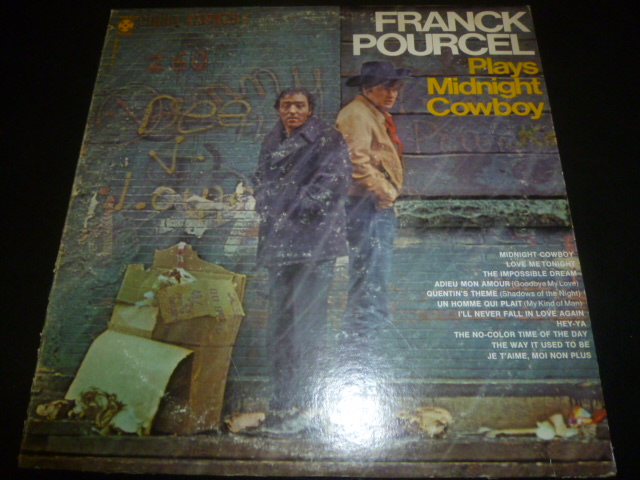 FRANCK
POURCEL
Plays
Midnight
Cowboy
260
MIDNIGHT COWBOY
LOVE ME TONIGHT
THE IMPOSSIBLE DREAM
ADIEU MON AMOUR (Goodbye My Love)
QUENTIN'S THEME (Shadows of the Night)
UN HOMME QUI PLAIT (My Kind of Man)
I'LL NEVER FALL IN LOVE AGAIN
HEY-YA
THE NO-COLOR TIME OF THE DAY
THE WAY IT USED TO BE
JE T'AIME, MOI NON PLUS